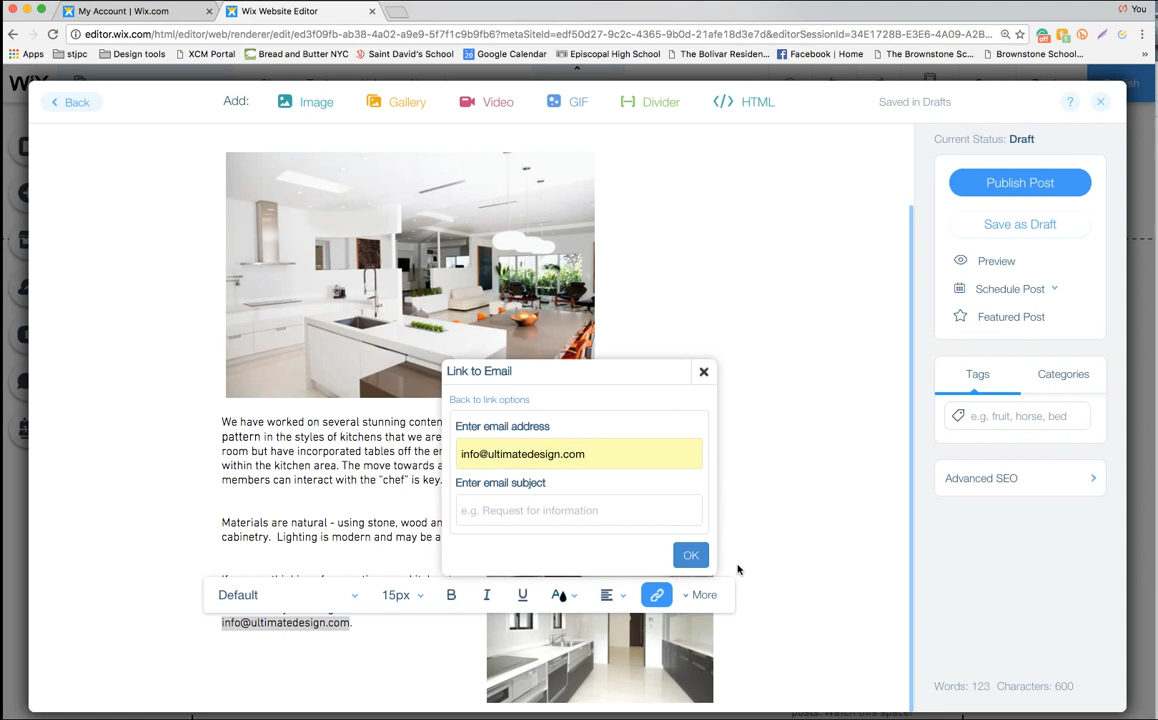 My Account | Wix.com
Wix Website Editor
You
editor.wix.com/html/editor/web/renderer/edit/ed3f09fb-ab38-4a02-a9e9-5f7f1c9b9fb6?metaSiteId=edf50d27-9c2c-4365-9b0d-21afe18d3e7d&editorSessionId=34E1728B-E3E6-4A09-A2B...
Apps
stjpc
Design tools
XCM Portal
Bread and Butter NYC
Saint David's School
20
Google Calendar
Episcopal High School
The Bolivar Residen...
Facebook | Home
The Brownstone Sc...
Brownstone School...
Back
Add:
Image
Gallery
Video
GIF
Divider
HTML
Saved in Drafts
?
Current Status: Draft
Publish Post
Save as Draft
Preview
Schedule Post
Featured Post
Tags
Categories
e.g. fruit, horse, bed
Advanced SEO
Words: 123 Characters: 600
We have worked on several stunning conten
pattern in the styles of kitchens that we are
room but have incorporated tables off the
within the kitchen area. The move towards a
members can interact with the "chef" is key.
Materials are natural - using stone, wood an
cabinetry. Lighting is modern and may be a
Link to Email
Back to link options
Enter email address
info@ultimatedesign.com
Enter email subject
e.g. Request for information
OK
Default
15px
B
I
U
A
More
info@ultimatedesign.com.
posts. Watch this space!